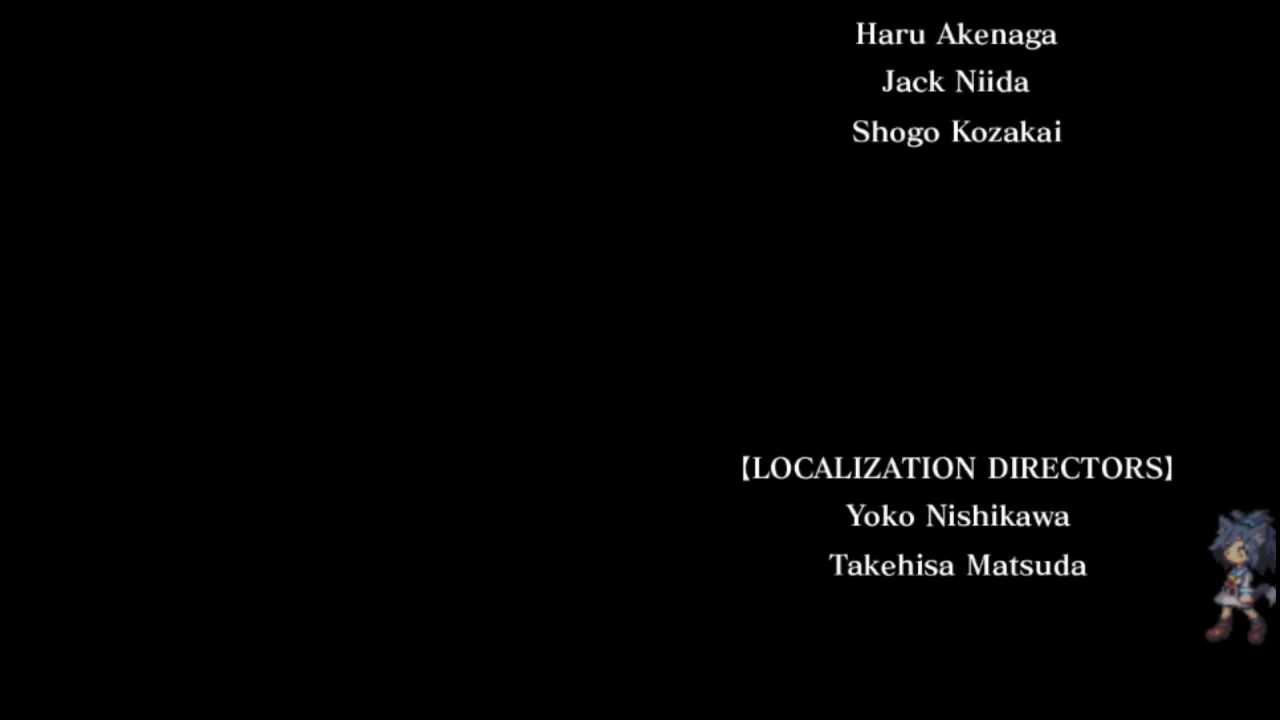 Haru Akenaga
Jack Niida
Shogo Kozakai
【LOCALIZATION DIRECTORS】
Yoko Nishikawa
Takehisa Matsuda